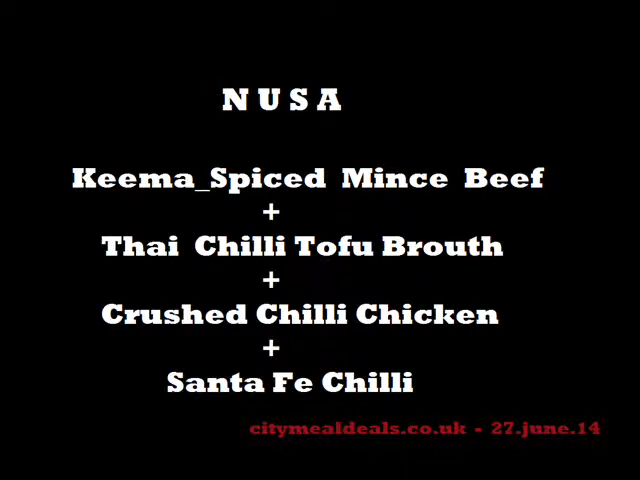 N U S A
Keema_Spiced Mince Beef
+
Thai Chilli Tofu Brouth
+
Crushed Chilli Chicken
+
Santa Fe Chilli
citymealdeals.co.uk - 27.june.14